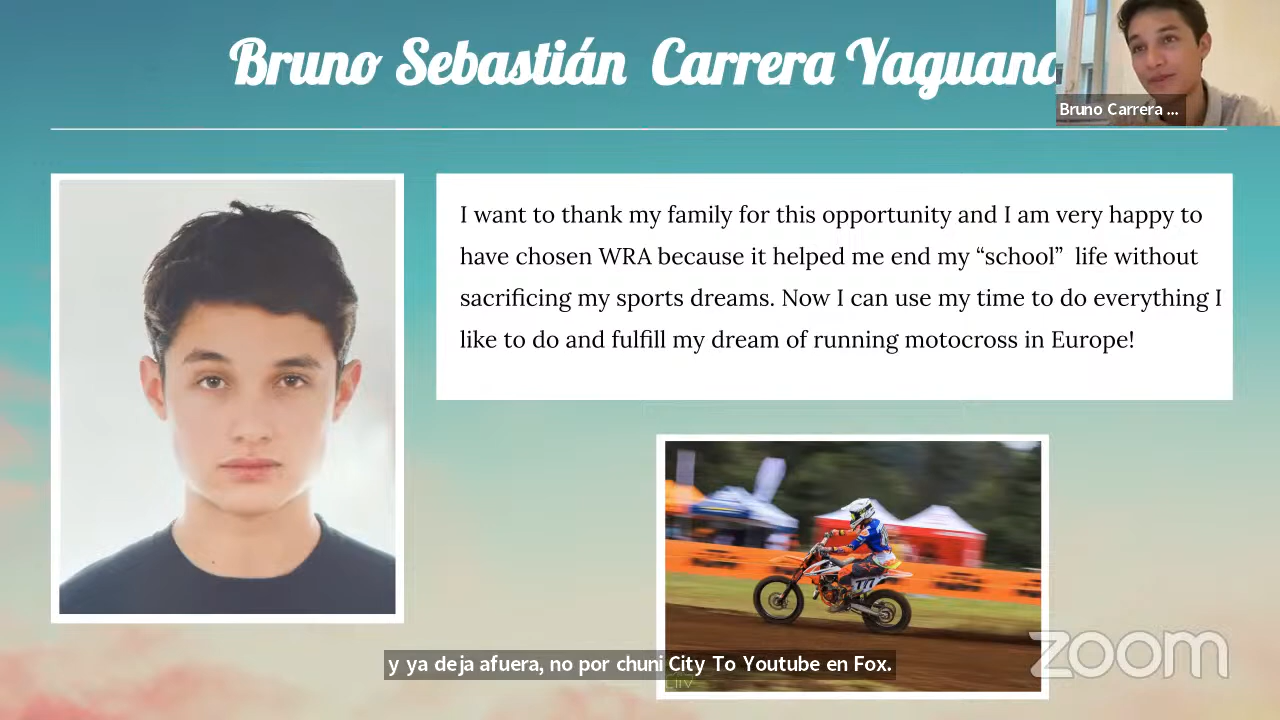 Bruno Sebastián Carrera Yaguana
Bruno Carrera ...
I want to thank my family for this opportunity and I am very happy to
have chosen WRA because it helped me end my “school” life without
sacrificing my sports dreams. Now I can use my time to do everything I
like to do and fulfill my dream of running motocross in Europe!
777
y ya deja afuera, no por chuni City To Youtube en Fox.
zoom